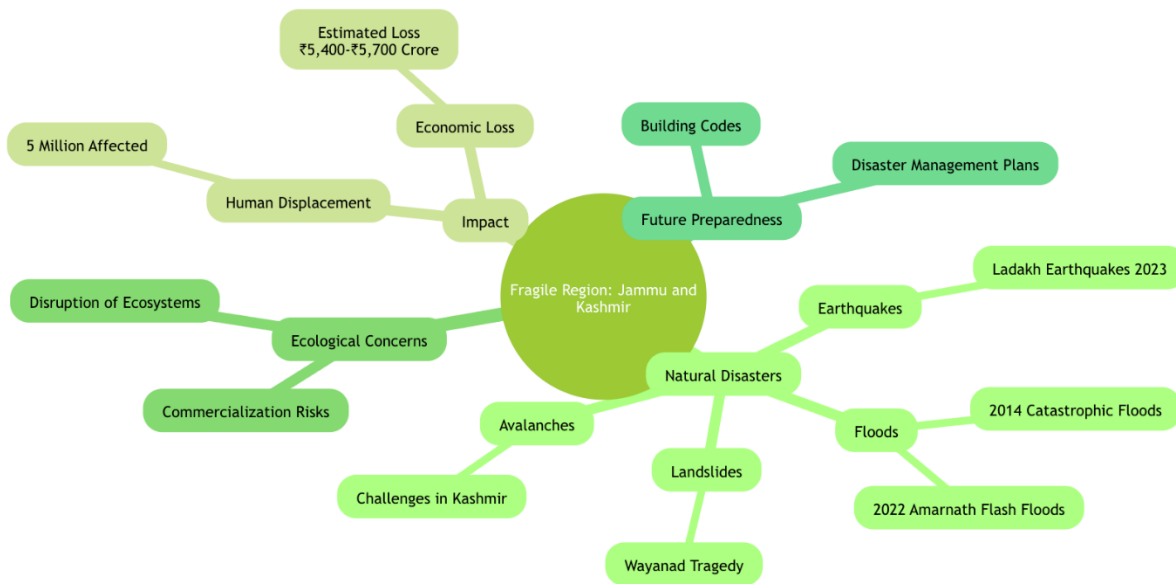 Estimated Loss
₹5,400-₹5,700 Crore
Economic Loss
5 Million Affected
Human Displacement
Impact
Building Codes
Disaster Management Plans
Future Preparedness
Fragile Region: Jammu and
Kashmir
Disruption of Ecosystems
Ecological Concerns
Commercialization Risks
Ladakh Earthquakes 2023
Earthquakes
Natural Disasters
Avalanches
Challenges in Kashmir
Landslides
Wayanad Tragedy
Floods
2014 Catastrophic Floods
2022 Amarnath Flash Floods